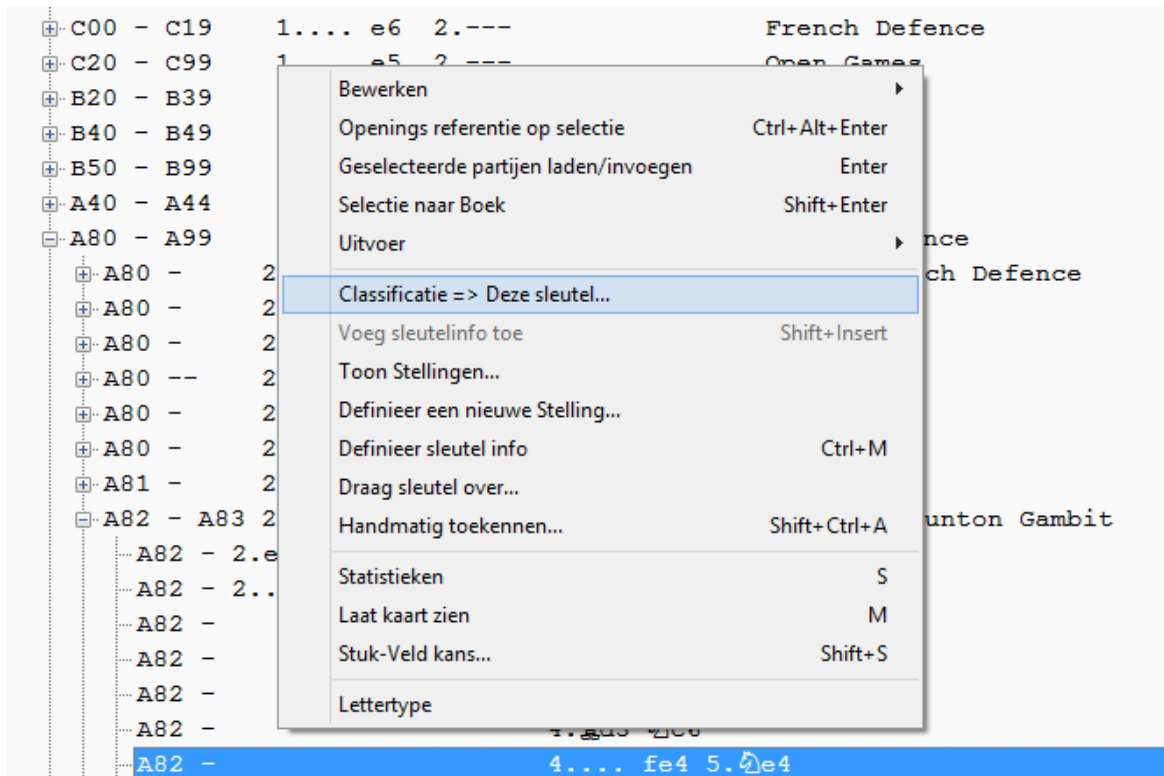 C00 - C19 1.... e6 2.--- French Defence
C20 - C99 1.... e5 2.--- Open Games
B20 - B39
B40 - B49
B50 - B99
A40 - A44
A80 - A99 nce
A80 - 2 ch Defence
A80 - 2
A80 - 2
A80 -- 2
A80 - 2
A80 - 2
A81 - 2
A82 - A83 2 unton Gambit
A82 - 2.e
A82 - 2..
A82 -
A82 -
A82 -
A82 - 4.♗d3 ♘c6
A82 - 4.... fe4 5.♘e4
Bewerken
Openings referentie op selectie Ctrl+Alt+Enter
Geselecteerde partijen laden/invoegen Enter
Selectie naar Boek Shift+Enter
Uitvoer
Classificatie => Deze sleutel...
Voeg sleutelinfo toe Shift+Insert
Toon Stellingen...
Definieer een nieuwe Stelling...
Definieer sleutel info Ctrl+M
Draag sleutel over...
Handmatig toekennen... Shift+Ctrl+A
Statistieken S
Laat kaart zien M
Stuk-Veld kans... Shift+S
Lettertype